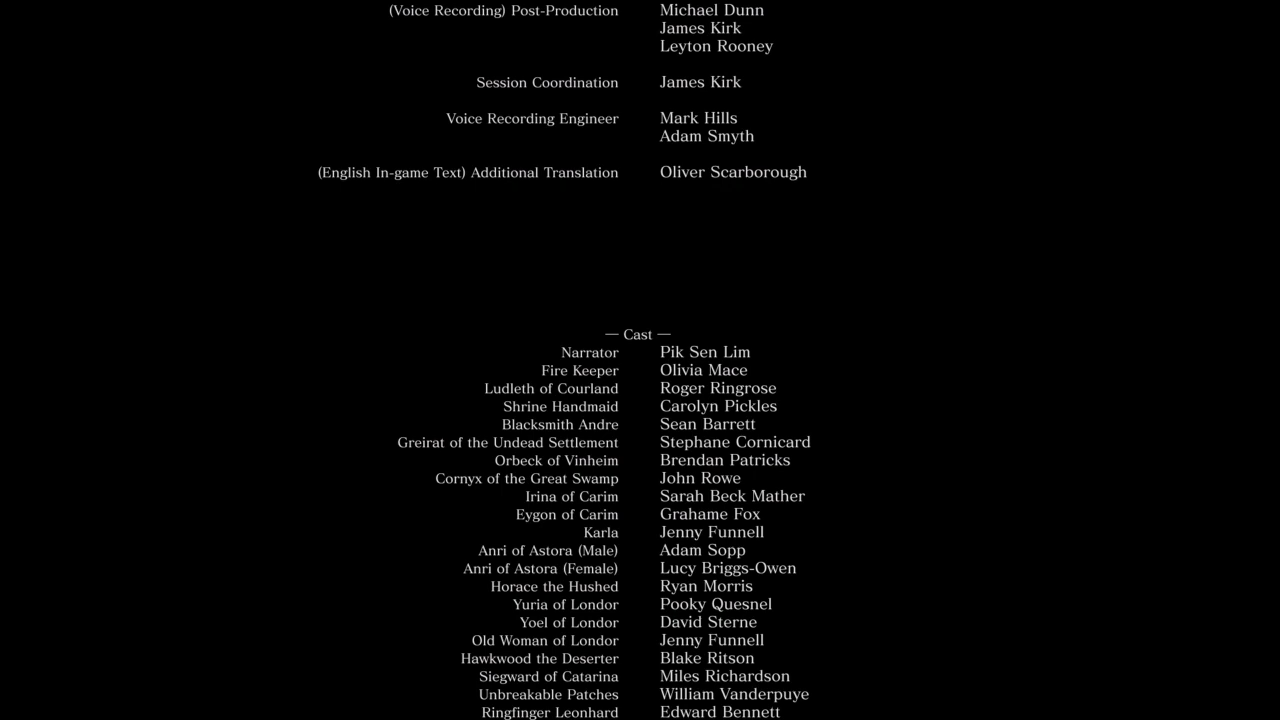 (Voice Recording) Post-Production Michael Dunn
James Kirk
Leyton Rooney
Session Coordination James Kirk
Voice Recording Engineer Mark Hills
Adam Smyth
(English In-game Text) Additional Translation Oliver Scarborough
— Cast —
Narrator Pik Sen Lim
Fire Keeper Olivia Mace
Ludleth of Courland Roger Ringrose
Shrine Handmaid Carolyn Pickles
Blacksmith Andre Sean Barrett
Greirat of the Undead Settlement Stephane Cornicard
Orbeck of Vinheim Brendan Patricks
Cornyx of the Great Swamp John Rowe
Irina of Carim Sarah Beck Mather
Eygon of Carim Grahame Fox
Karla Jenny Funnell
Anri of Astora (Male) Adam Sopp
Anri of Astora (Female) Lucy Briggs-Owen
Horace the Hushed Ryan Morris
Yuria of Londor Pooky Quesnel
Yoel of Londor David Sterne
Old Woman of Londor Jenny Funnell
Hawkwood the Deserter Blake Ritson
Siegward of Catarina Miles Richardson
Unbreakable Patches William Vanderpuye
Ringfinger Leonhard Edward Bennett